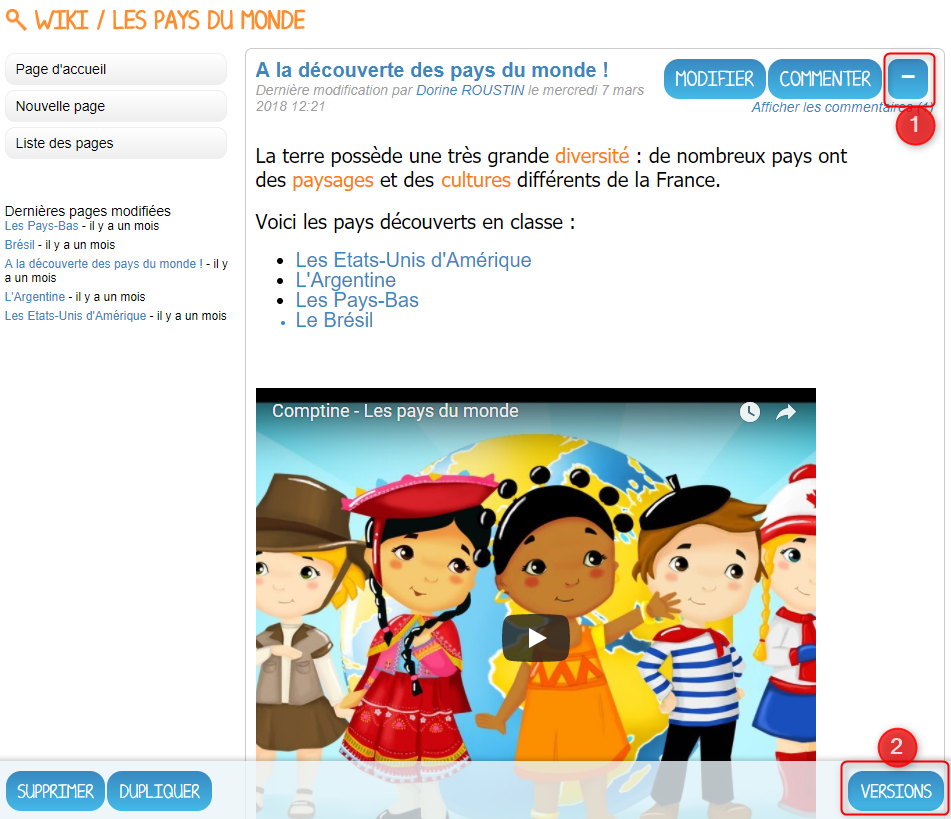 WIKI / LES PAYS DU MONDE
Page d'accueil
Nouvelle page
Liste des pages
Dernières pages modifiées
Les Pays-Bas - il y a un mois
Brésil - il y a un mois
A la découverte des pays du monde ! - il y
a un mois
L'Argentine - il y a un mois
Les Etats-Unis d'Amérique - il y a un mois
A la découverte des pays du monde !
Dernière modification par Dorine ROUSTIN le mercredi 7 mars
2018 12:21
MODIFIER
COMMENTER
–
1
Afficher les commentaires (1)
La terre possède une très grande diversité : de nombreux pays ont
des paysages et des cultures différents de la France.
Voici les pays découverts en classe :
Les Etats-Unis d'Amérique
L'Argentine
Les Pays-Bas
Le Brésil
Comptine - Les pays du monde
2
SUPPRIMER
DUPLIQUER
VERSIONS